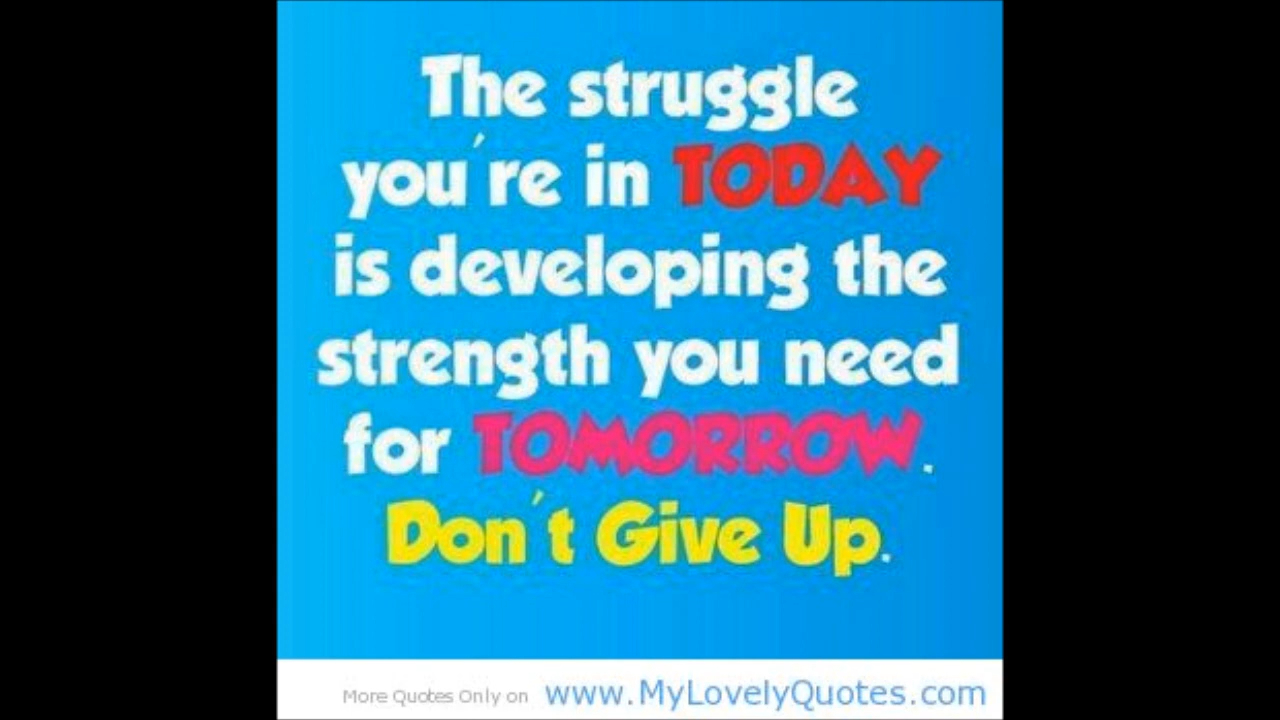 The struggle
you're in TODAY
is developing the
strength you need
for TOMORROW.
Don't Give Up.
More Quotes Only on www.MyLovelyQuotes.com